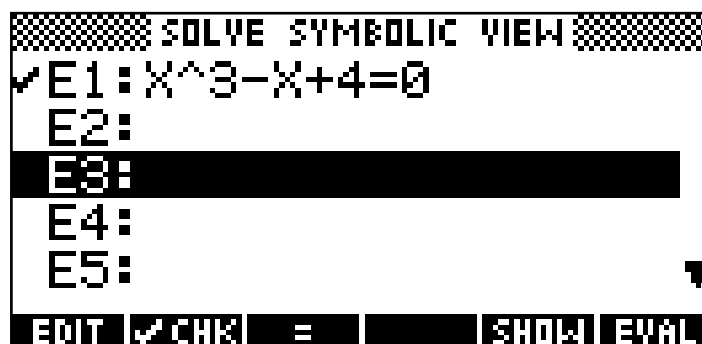 SOLVE SYMBOLIC VIEW
✓E1:X^3-X+4=0
E2:
E3:
E4:
E5:
EDIT ✓CHK = SHOW EVAL